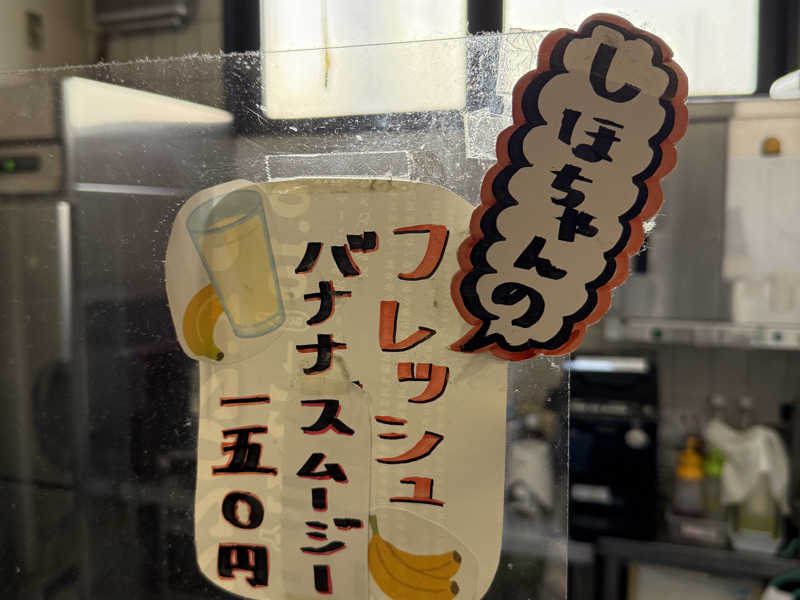 しほちゃんの
フレッシュ
バナナスムージー
一五〇円